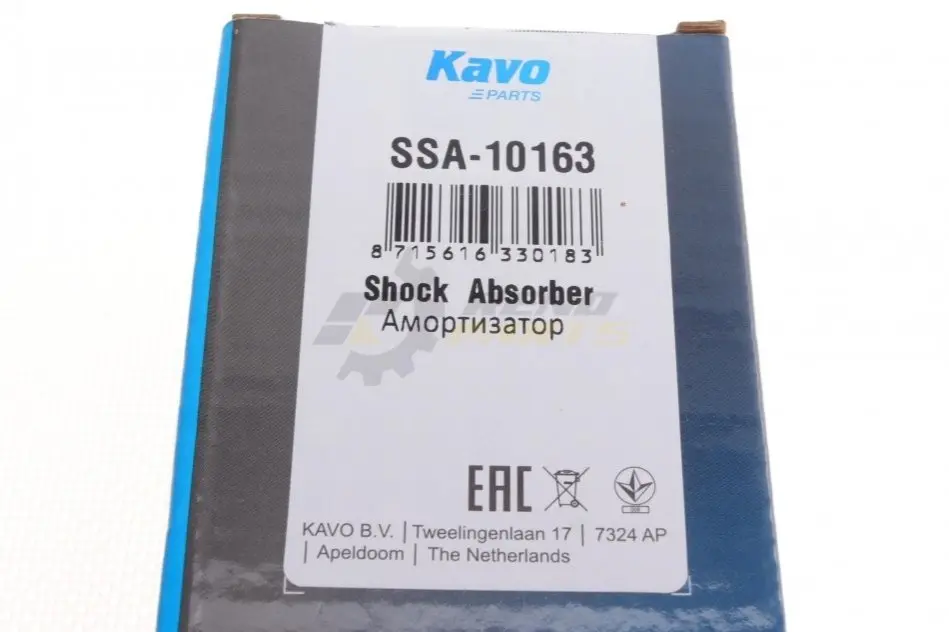 Kavo
PARTS
SSA-10163
8 715616 330183
Shock Absorber
Амортизатор
EAC
KAVO B.V. | Tweelingenlaan 17 | 7324 AP
| Apeldoom | The Netherlands